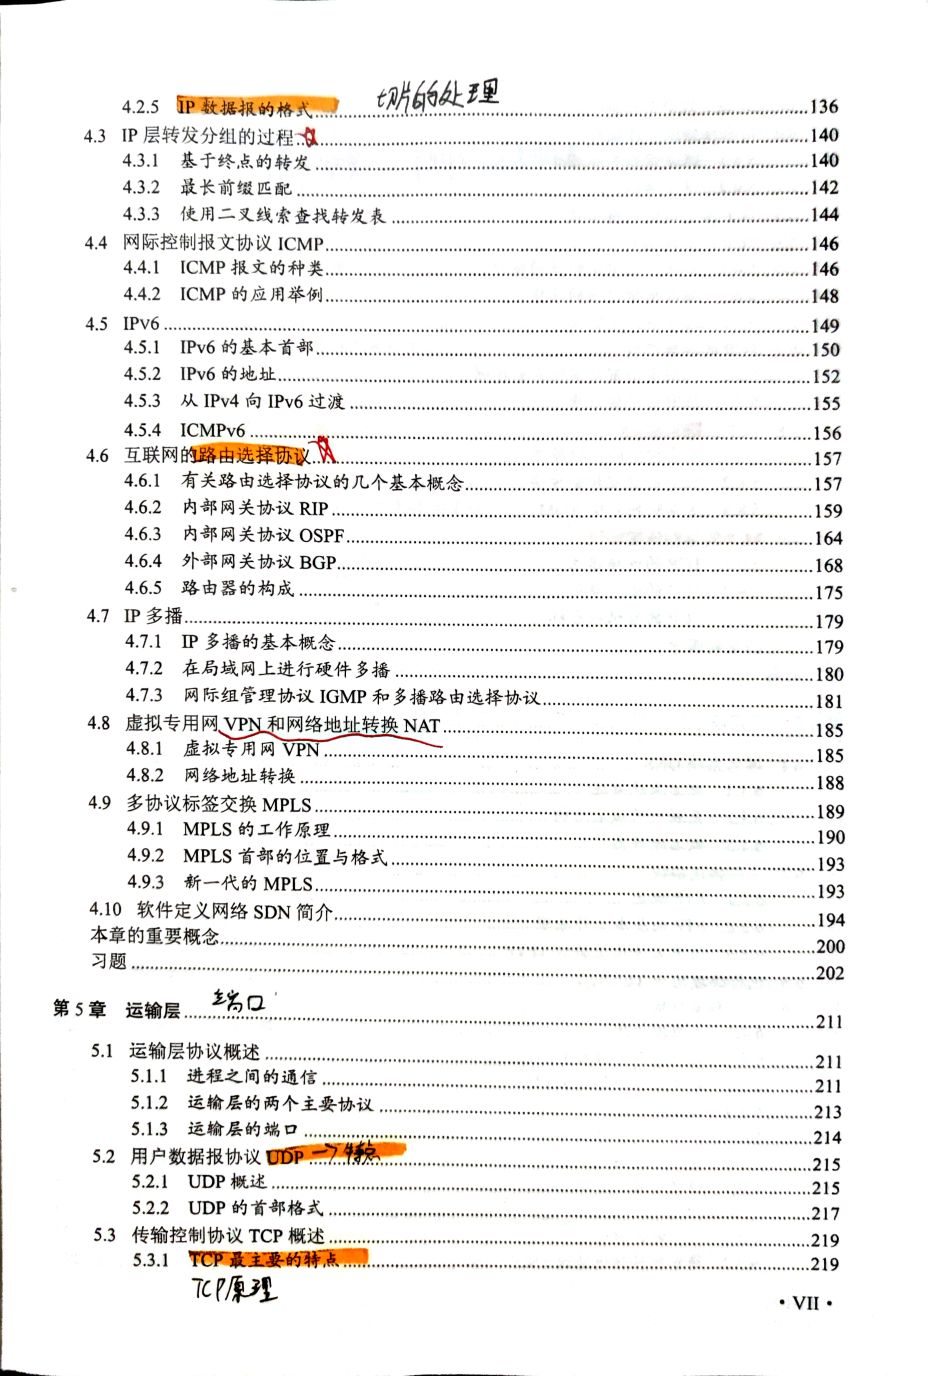 切片的处理
4.2.5 IP 数据报的格式 136
4.3 IP 层转发分组的过程 140
4.3.1 基于终点的转发 140
4.3.2 最长前缀匹配 142
4.3.3 使用二叉线索查找转发表 144
4.4 网际控制报文协议 ICMP 146
4.4.1 ICMP 报文的种类 146
4.4.2 ICMP 的应用举例 148
4.5 IPv6 149
4.5.1 IPv6 的基本首部 150
4.5.2 IPv6 的地址 152
4.5.3 从 IPv4 向 IPv6 过渡 155
4.5.4 ICMPv6 156
4.6 互联网的路由选择协议 157
4.6.1 有关路由选择协议的几个基本概念 157
4.6.2 内部网关协议 RIP 159
4.6.3 内部网关协议 OSPF 164
4.6.4 外部网关协议 BGP 168
4.6.5 路由器的构成 175
4.7 IP 多播 179
4.7.1 IP 多播的基本概念 179
4.7.2 在局域网上进行硬件多播 180
4.7.3 网际组管理协议 IGMP 和多播路由选择协议 181
4.8 虚拟专用网 VPN 和网络地址转换 NAT 185
4.8.1 虚拟专用网 VPN 185
4.8.2 网络地址转换 188
4.9 多协议标签交换 MPLS 189
4.9.1 MPLS 的工作原理 190
4.9.2 MPLS 首部的位置与格式 193
4.9.3 新一代的 MPLS 193
4.10 软件定义网络 SDN 简介 194
本章的重要概念 200
习题 202
第 5 章 运输层 端口 211
5.1 运输层协议概述 211
5.1.1 进程之间的通信 211
5.1.2 运输层的两个主要协议 213
5.1.3 运输层的端口 214
5.2 用户数据报协议 UDP → 特点 215
5.2.1 UDP 概述 215
5.2.2 UDP 的首部格式 217
5.3 传输控制协议 TCP 概述 219
5.3.1 TCP 最主要的特点 219
TCP原理
• VII •